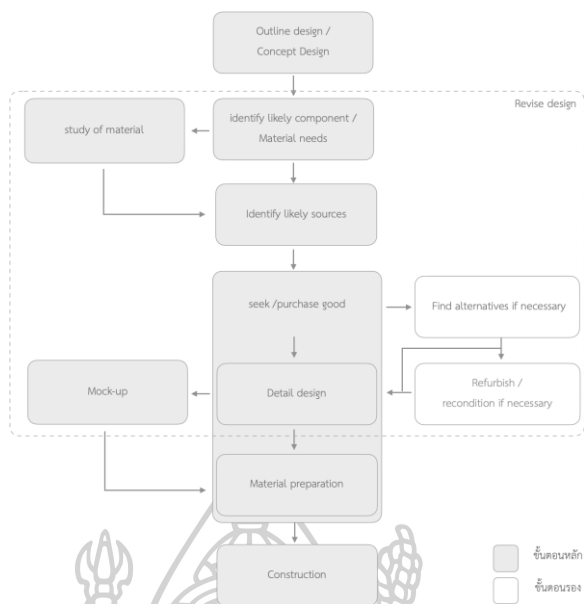 Outline design /
Concept Design
Revise design
study of material
identify likely component /
Material needs
Identify likely sources
seek /purchase good
Find alternatives if necessary
Mock-up
Detail design
Refurbish /
recondition if necessary
Material preparation
Construction
ขั้นตอนหลัก
ขั้นตอนรอง